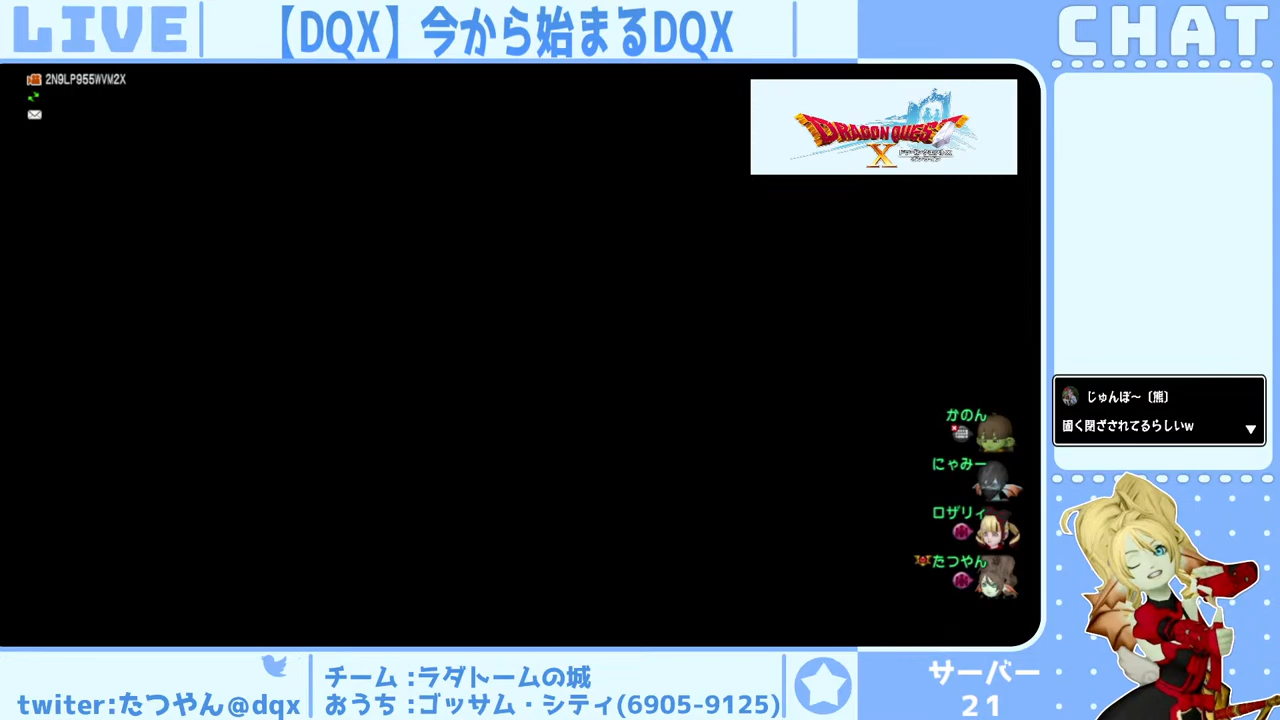 LIVE
【DQX】今から始まるDQX
CHAT
2N9LP955WVW2X
DRAGON QUEST
X
じゅんぼ～〔熊〕
固く閉ざされてるらしいw
かのん
にゃみー
ロザリィ
たつやん
twiter:たつやん@dqx
チーム :ラダトームの城
おうち :ゴッサム・シティ(6905-9125)
サーバー
21